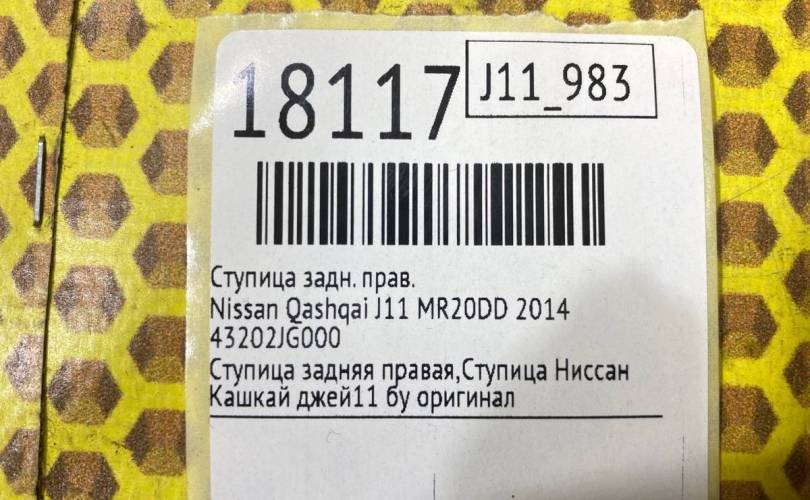 18117
J11_983
Ступица задн. прав.
Nissan Qashqai J11 MR20DD 2014
43202JG000
Ступица задняя правая,Ступица Ниссан
Кашкай джей11 бу оригинал